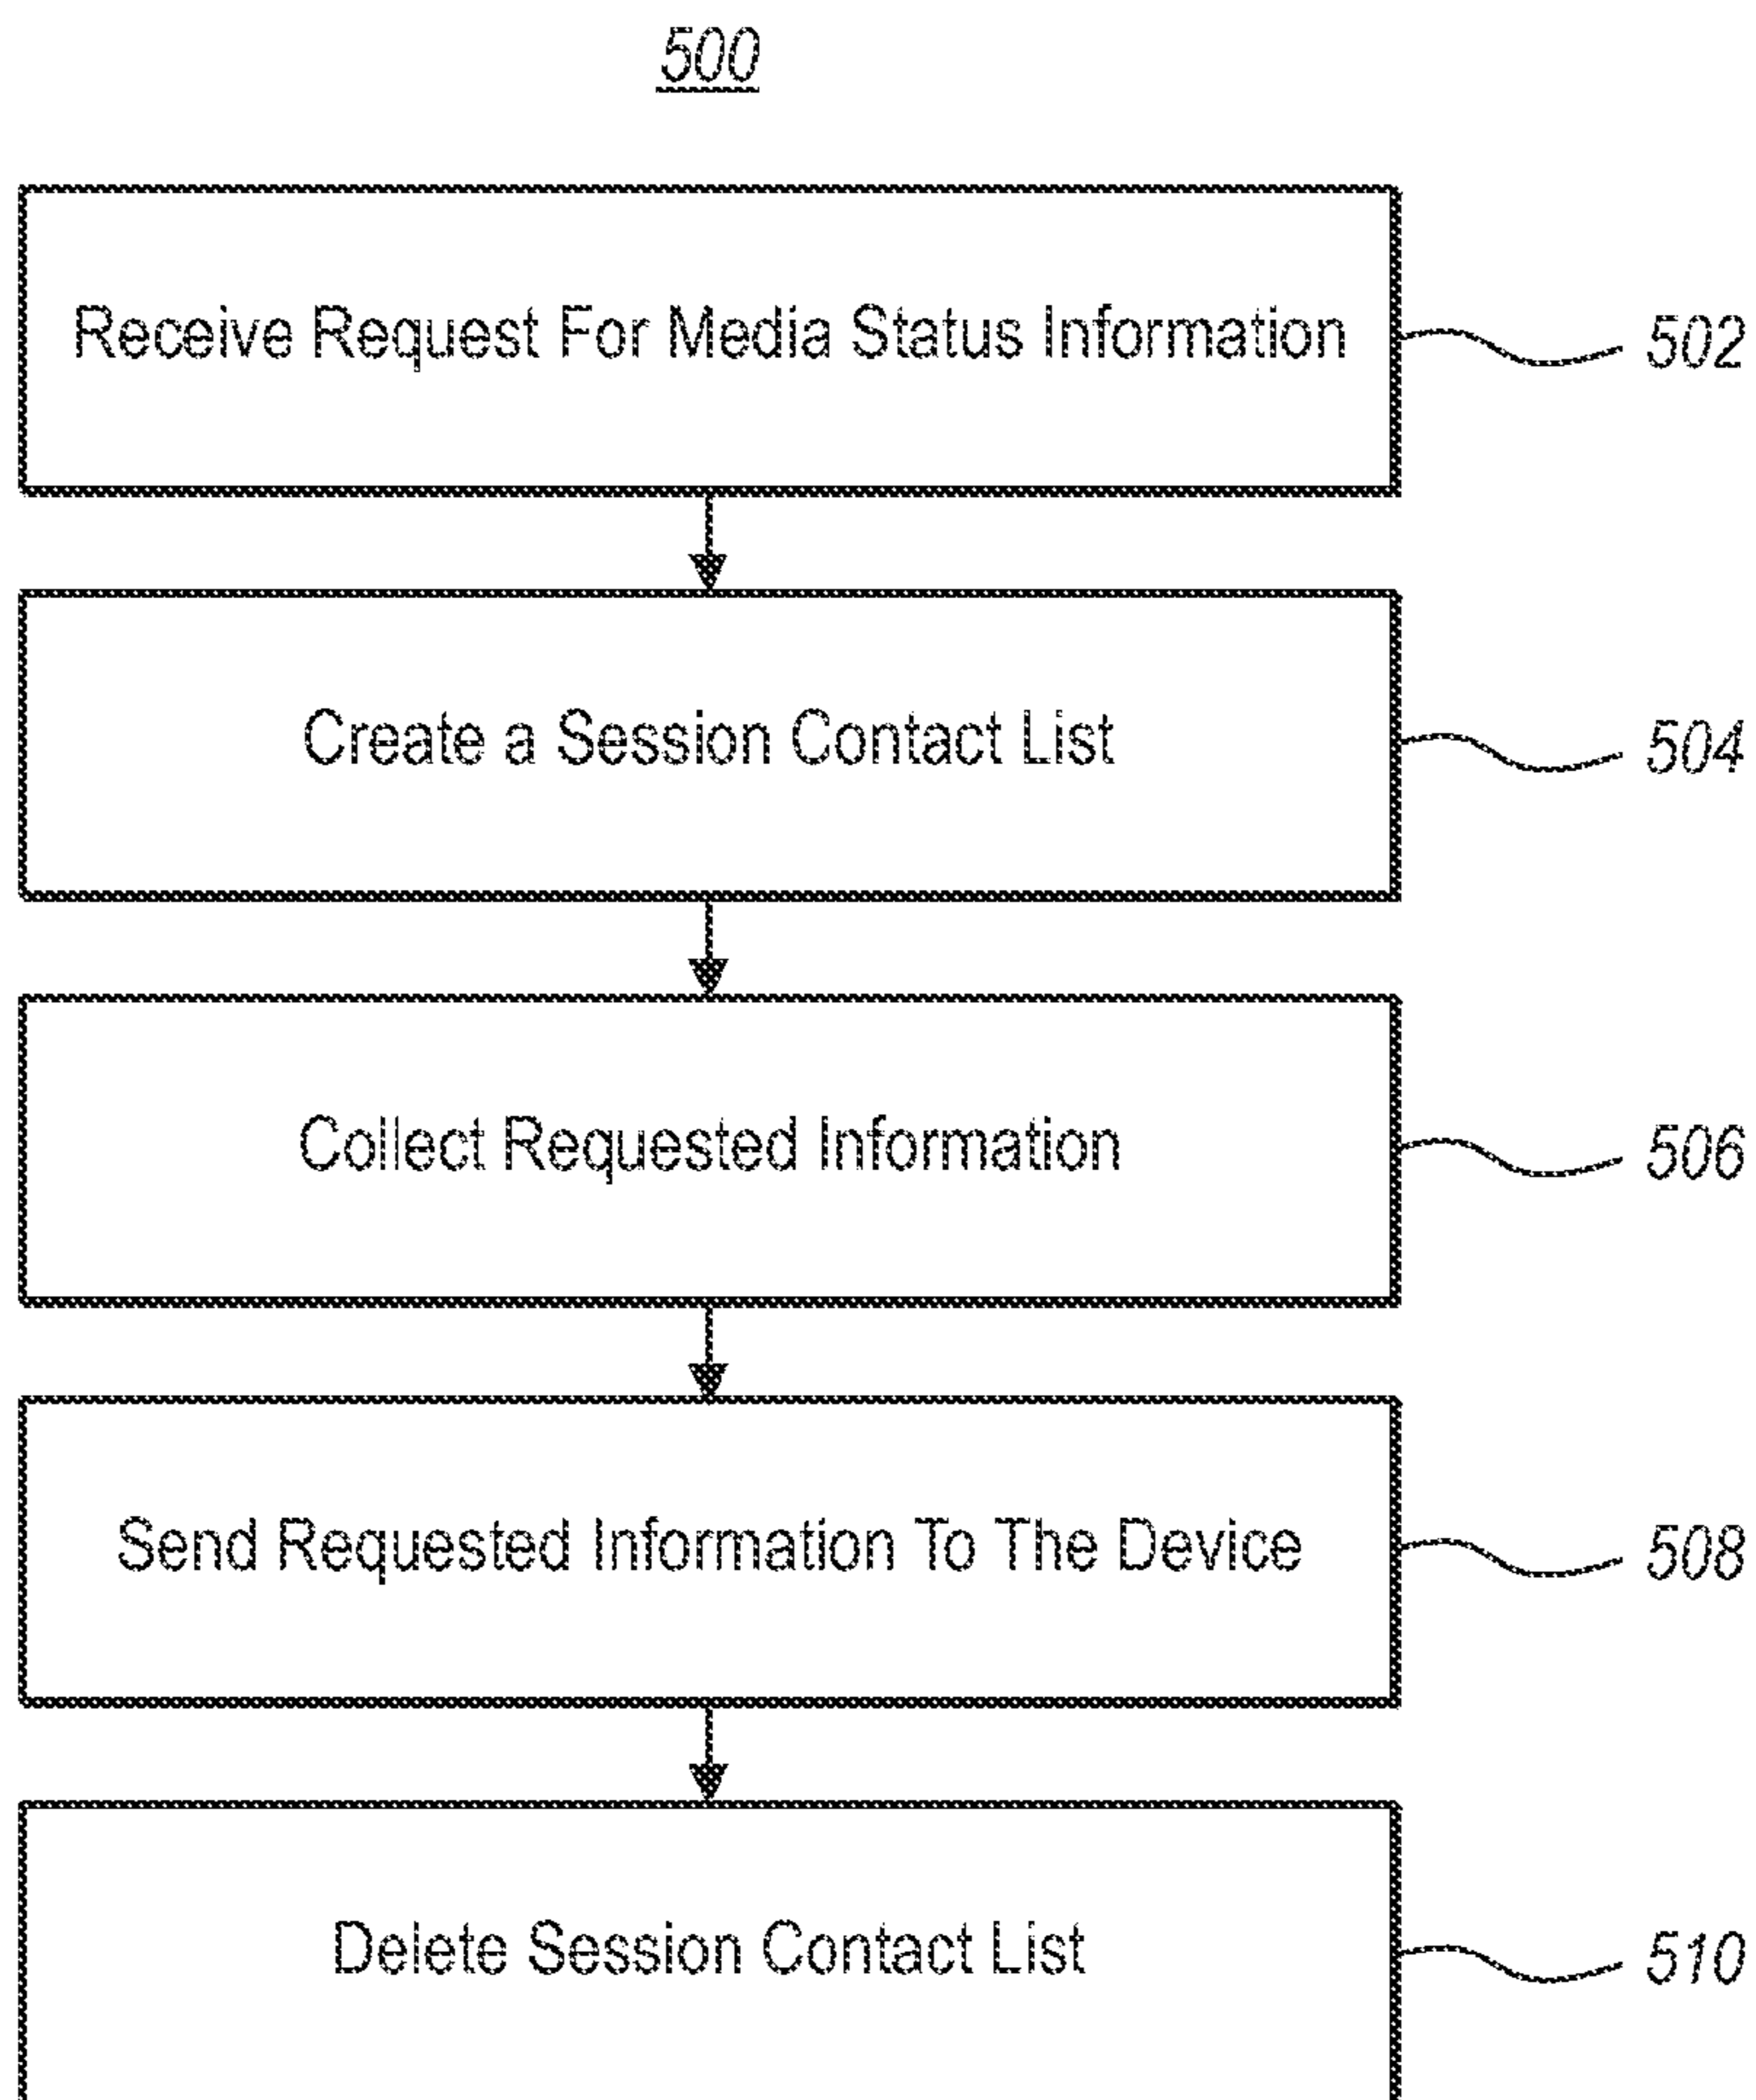 500
Receive Request For Media Status Information
502
Create a Session Contact List
504
Collect Requested Information
506
Send Requested Information To The Device
508
Delete Session Contact List
510